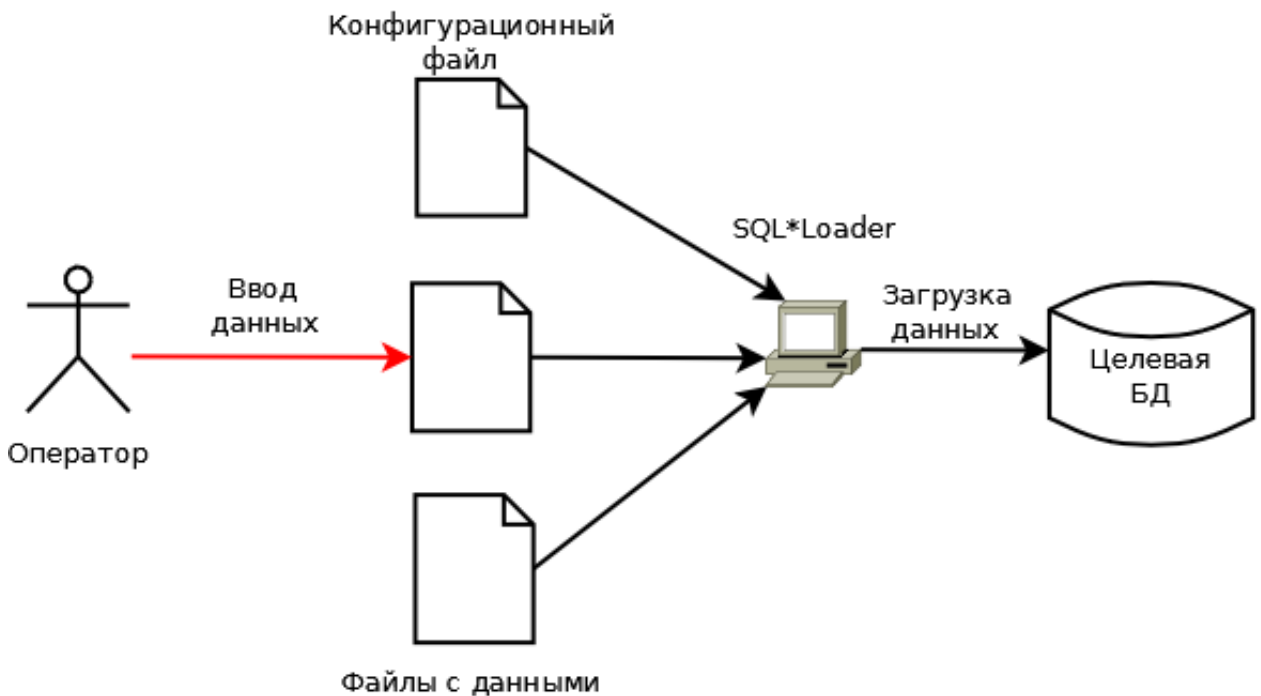 Конфигурационный
файл
SQL*Loader
Ввод
данных
Загрузка
данных
Целевая
БД
Оператор
Файлы с данными